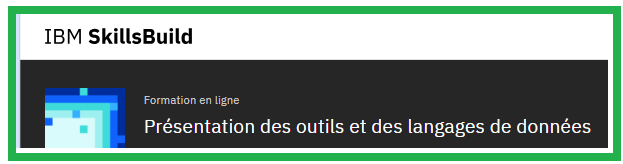 IBM SkillsBuild
Formation en ligne
Présentation des outils et des langages de données